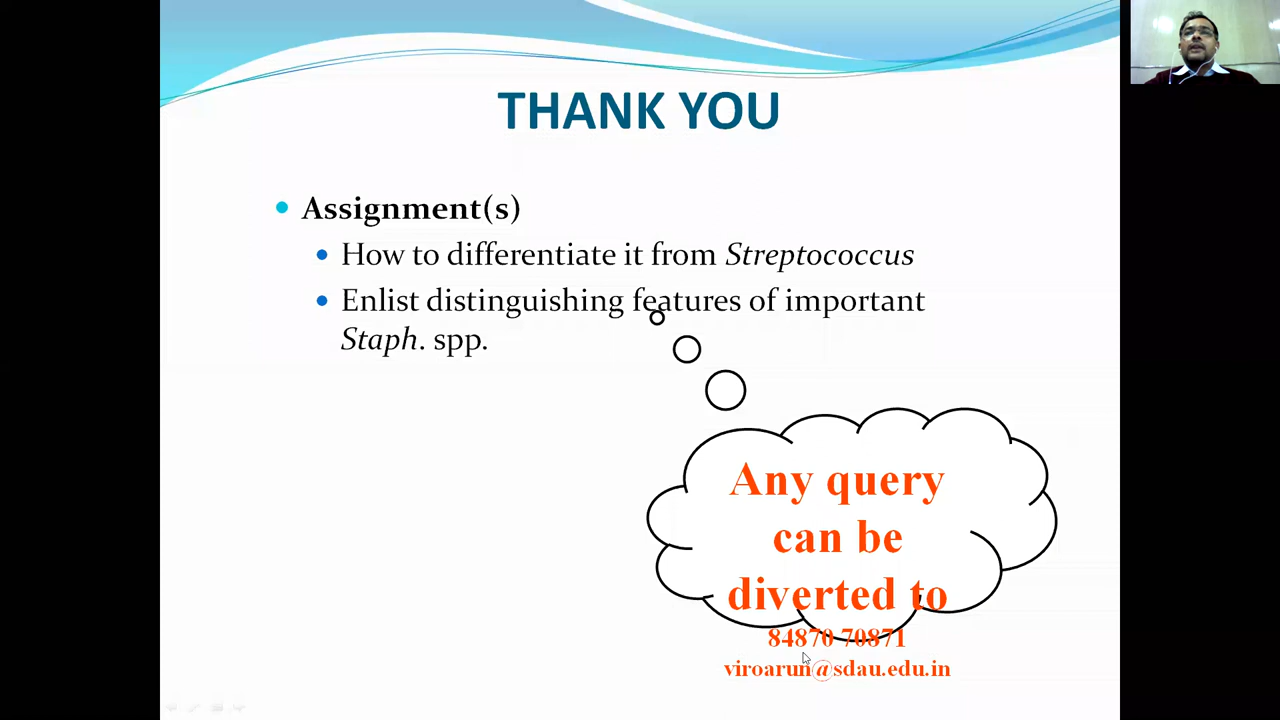 THANK YOU
Assignment(s)
How to differentiate it from Streptococcus
Enlist distinguishing features of important
Staph. spp.
Any query
can be
diverted to
84870 70871
viroarun@sdau.edu.in